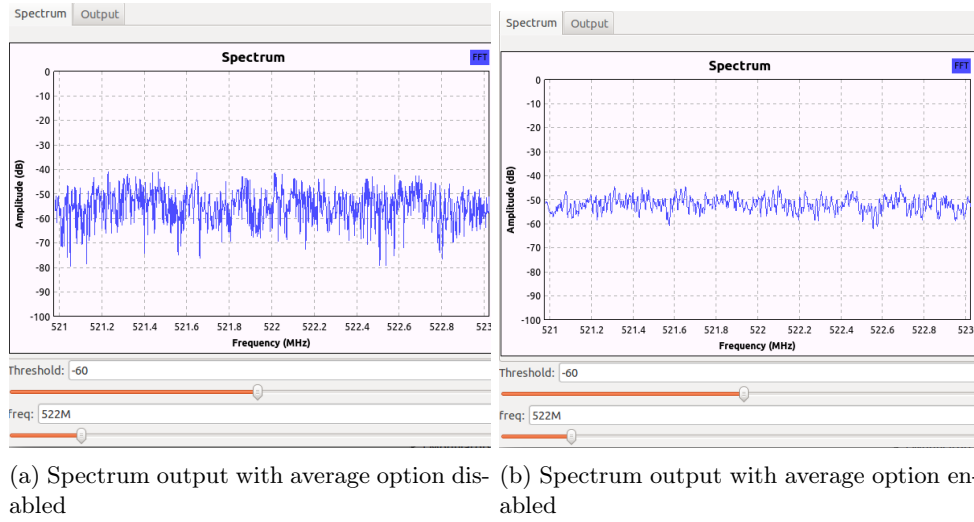 Spectrum Output
Spectrum
FFT
0
-10
-20
-30
-40
-50
-60
-70
-80
-90
-100
Amplitude (dB)
521 521.2 521.4 521.6 521.8 522 522.2 522.4 522.6 522.8 523
Frequency (MHz)
Threshold: -60
freq: 522M
(a) Spectrum output with average option dis-
abled
Spectrum Output
Spectrum
FFT
0
-10
-20
-30
-40
-50
-60
-70
-80
-90
-100
Amplitude (dB)
521 521.2 521.4 521.6 521.8 522 522.2 522.4 522.6 522.8 523
Frequency (MHz)
Threshold: -60
freq: 522M
(b) Spectrum output with average option en-
abled